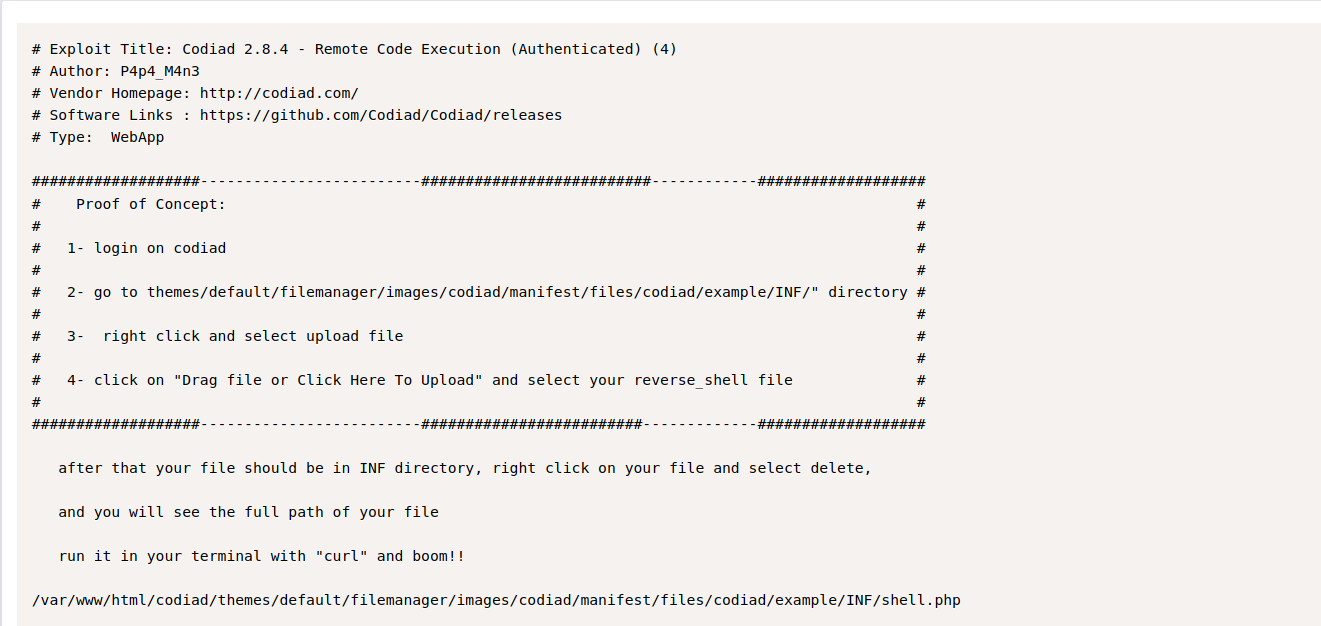 # Exploit Title: Codiad 2.8.4 - Remote Code Execution (Authenticated) (4)
# Author: P4p4_M4n3
# Vendor Homepage: http://codiad.com/
# Software Links : https://github.com/Codiad/Codiad/releases
# Type:  WebApp
###################-------------------------##########################------------###################
#    Proof of Concept:                                                                              #
#                                                                                                   #
#   1- login on codiad                                                                              #
#                                                                                                   #
#   2- go to themes/default/filemanager/images/codiad/manifest/files/codiad/example/INF/" directory #
#                                                                                                   #
#   3-  right click and select upload file                                                          #
#                                                                                                   #
#   4- click on "Drag file or Click Here To Upload" and select your reverse_shell file              #
#                                                                                                   #
###################-------------------------#########################-------------###################
   after that your file should be in INF directory, right click on your file and select delete,
   and you will see the full path of your file
   run it in your terminal with "curl" and boom!!
/var/www/html/codiad/themes/default/filemanager/images/codiad/manifest/files/codiad/example/INF/shell.php